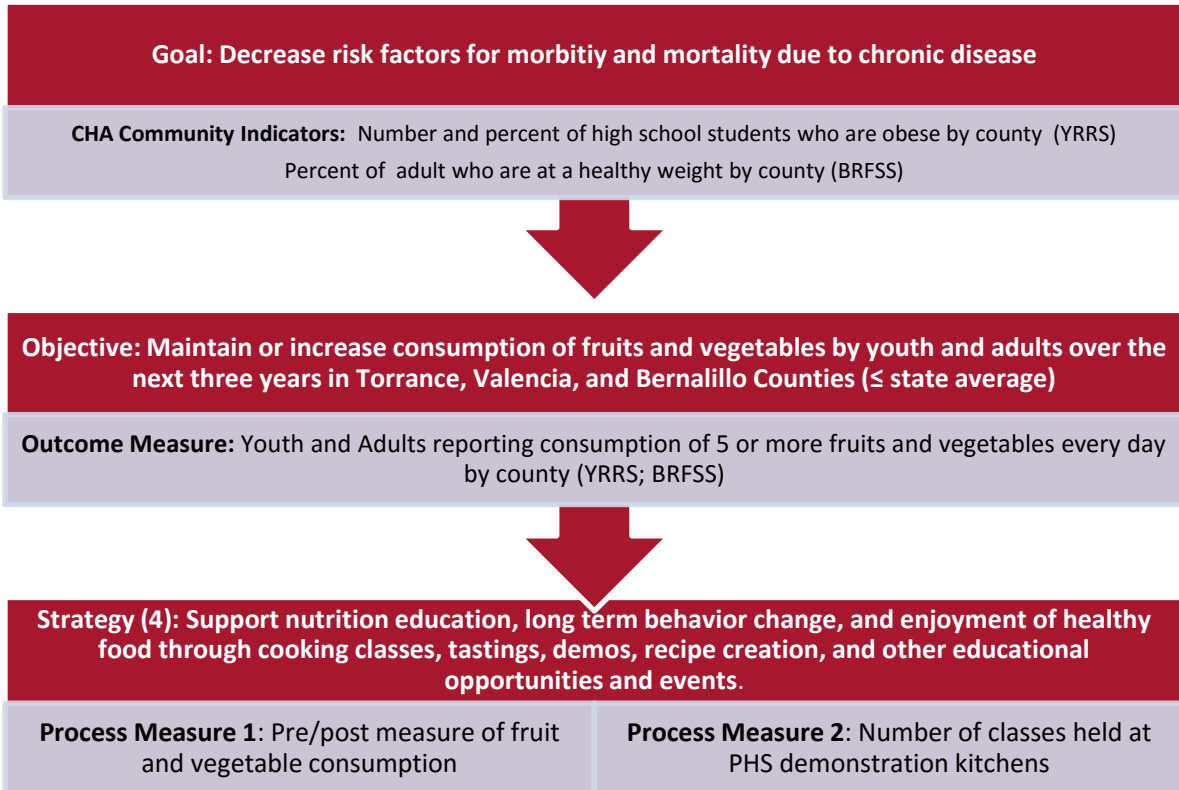 Goal: Decrease risk factors for morbitiy and mortality due to chronic disease
CHA Community Indicators: Number and percent of high school students who are obese by county (YRRS)
Percent of adult who are at a healthy weight by county (BRFSS)
Objective: Maintain or increase consumption of fruits and vegetables by youth and adults over the
next three years in Torrance, Valencia, and Bernalillo Counties (≤ state average)
Outcome Measure: Youth and Adults reporting consumption of 5 or more fruits and vegetables every day
by county (YRRS; BRFSS)
Strategy (4): Support nutrition education, long term behavior change, and enjoyment of healthy
food through cooking classes, tastings, demos, recipe creation, and other educational
opportunities and events.
Process Measure 1: Pre/post measure of fruit
and vegetable consumption
Process Measure 2: Number of classes held at
PHS demonstration kitchens